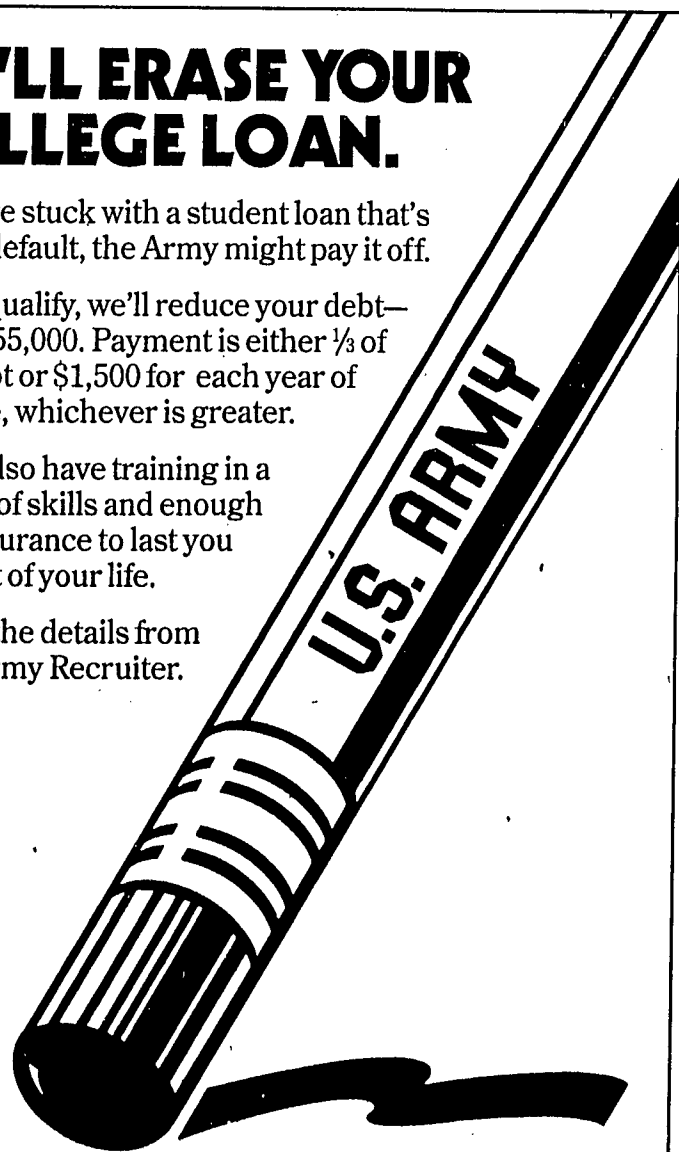 'LL ERASE YOUR
LLEGE LOAN.
e stuck with a student loan that's
efault, the Army might pay it off.
ualify, we'll reduce your debt—
55,000. Payment is either ⅓ of
t or $1,500 for each year of
, whichever is greater.
lso have training in a
of skills and enough
urance to last you
t of your life.
he details from
my Recruiter.
U.S. ARMY